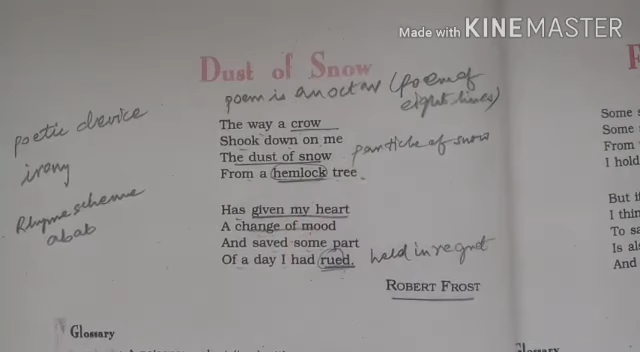 Made with KINEMASTER
Dust of Snow
poem is an octav (poem of
eight lines)
poetic device
irony
Rhyme scheme
abab
The way a crow
Shook down on me
The dust of snow particle of snow
From a hemlock tree
Has given my heart
A change of mood
And saved some part
Of a day I had rued. held in regret
ROBERT FROST
Glossary
F
Some
Some
From
I hold
But if
I thin
To sa
Is als
And